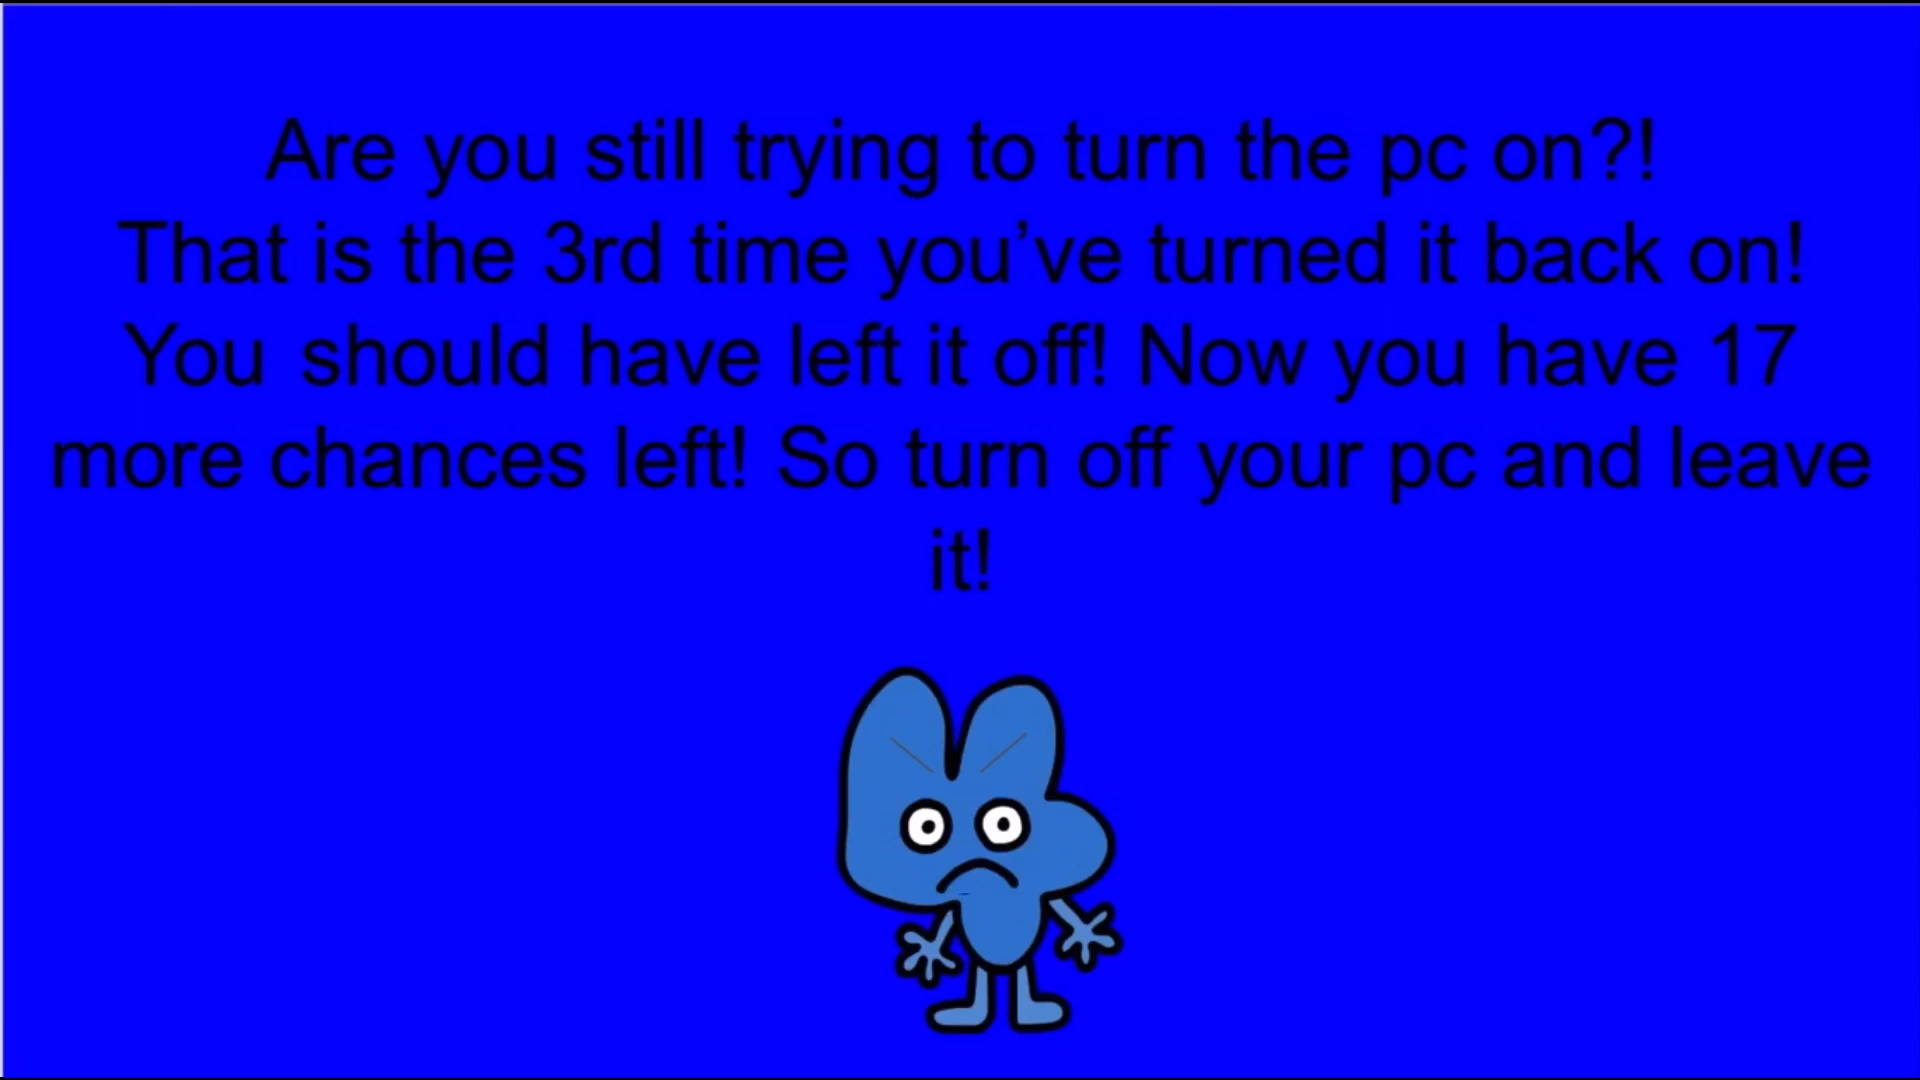 Are you still trying to turn the pc on?!
That is the 3rd time you’ve turned it back on!
You should have left it off! Now you have 17
more chances left! So turn off your pc and leave
it!